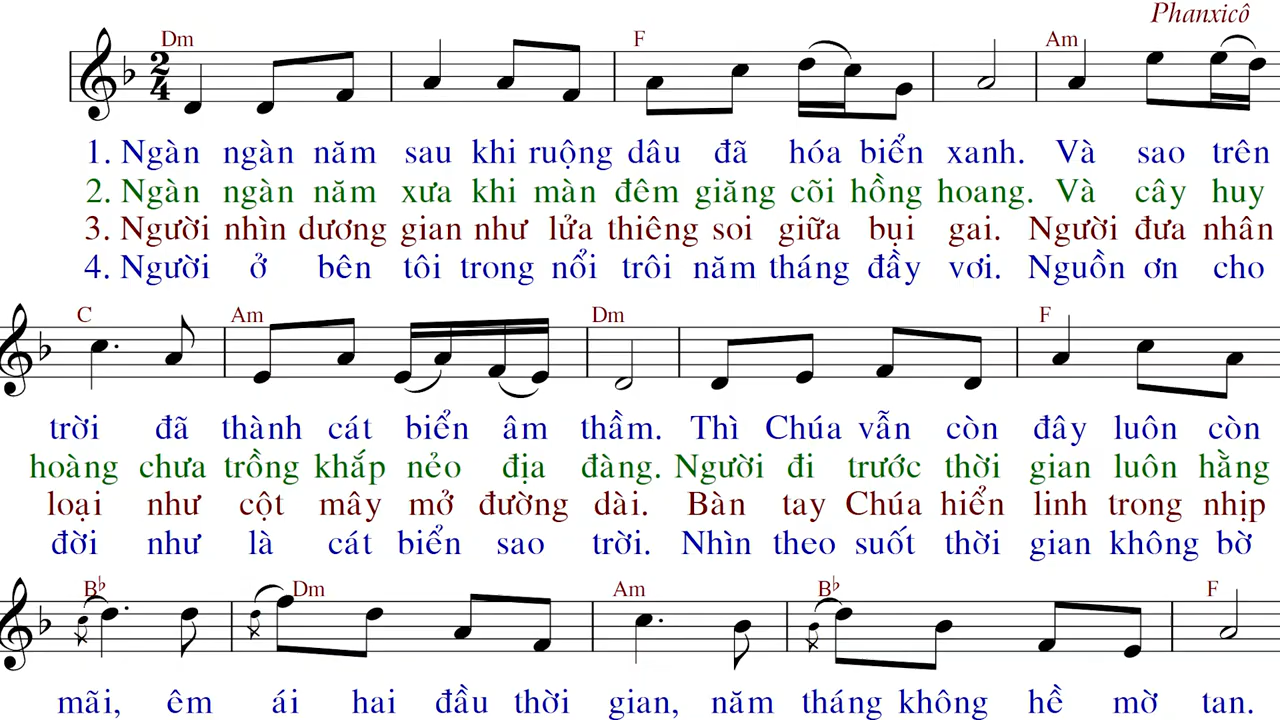 Phanxicô
Dm F Am
2
4
1. Ngàn ngàn năm sau khi ruộng dâu đã hóa biển xanh. Và sao trên
2. Ngàn ngàn năm xưa khi màn đêm giăng cõi hồng hoang. Và cây huy
3. Người nhìn dương gian như lửa thiêng soi giữa bụi gai. Người đưa nhân
4. Người ở bên tôi trong nổi trôi năm tháng đầy vơi. Nguồn ơn cho
C Am Dm F
trời đã thành cát biển âm thầm. Thì Chúa vẫn còn đây luôn còn
hoàng chưa trồng khắp nẻo địa đàng. Người đi trước thời gian luôn hằng
loại như cột mây mở đường dài. Bàn tay Chúa hiển linh trong nhịp
đời như là cát biển sao trời. Nhìn theo suốt thời gian không bờ
B♭ Dm Am B♭ F
mãi, êm ái hai đầu thời gian, năm tháng không hề mờ tan.